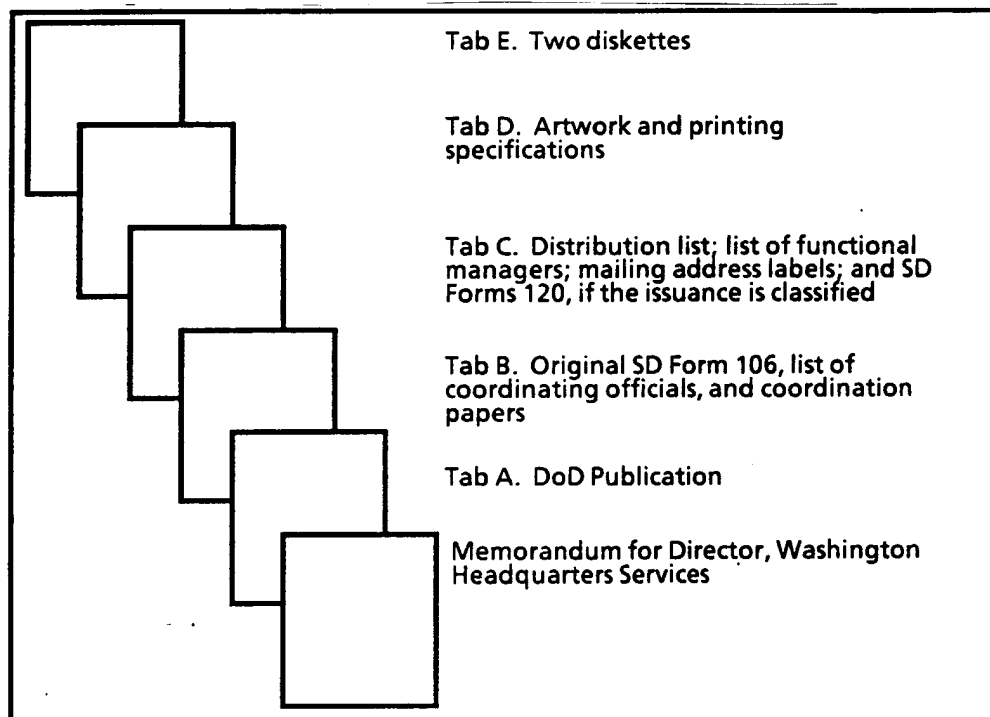 Tab E. Two diskettes
Tab D. Artwork and printing
specifications
Tab C. Distribution list; list of functional
managers; mailing address labels; and SD
Forms 120, if the issuance is classified
Tab B. Original SD Form 106, list of
coordinating officials, and coordination
papers
Tab A. DoD Publication
Memorandum for Director, Washington
Headquarters Services